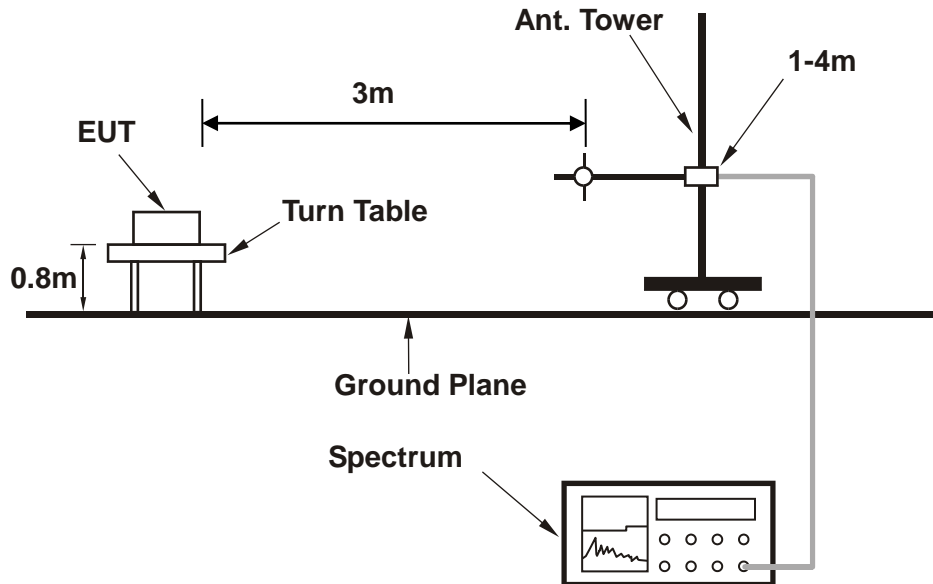 Ant. Tower
1-4m
3m
EUT
Turn Table
0.8m
Ground Plane
Spectrum